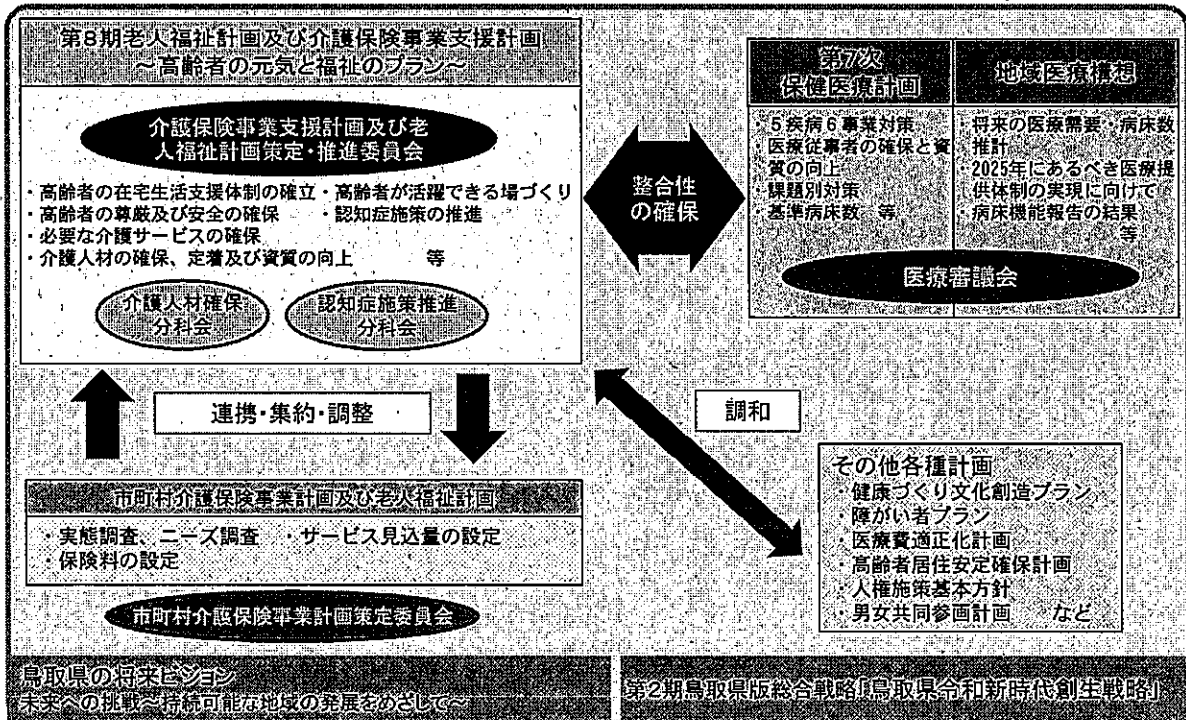 第8期老人福祉計画及び介護保険事業支援計画
～高齢者の元気と福祉のプラン～
介護保険事業支援計画及び老
人福祉計画策定・推進委員会
・高齢者の在宅生活支援体制の確立 ・高齢者が活躍できる場づくり
・高齢者の尊厳及び安全の確保 ・認知症施策の推進
・必要な介護サービスの確保
・介護人材の確保、定着及び資質の向上 等
介護人材確保
分科会
認知症施策推進
分科会
整合性
の確保
第7次
保健医療計画
・5疾病6事業対策
・医療従事者の確保と資
質の向上
・課題別対策
・基準病床数 等
地域医療構想
・将来の医療需要・病床数
推計
・2025年にあるべき医療提
供体制の実現に向けて
・病床機能報告の結果
等
医療審議会
連携・集約・調整
調和
市町村介護保険事業計画及び老人福祉計画
・実態調査、ニーズ調査 ・サービス見込量の設定
・保険料の設定
市町村介護保険事業計画策定委員会
その他各種計画
・健康づくり文化創造プラン
・障がい者プラン
・医療費適正化計画
・高齢者居住安定確保計画
・人権施策基本方針
・男女共同参画計画 など
鳥取県の将来ビジョン
未来への挑戦～持続可能な地域の発展をめざして～
第2期鳥取県版総合戦略「鳥取県令和新時代創生戦略」